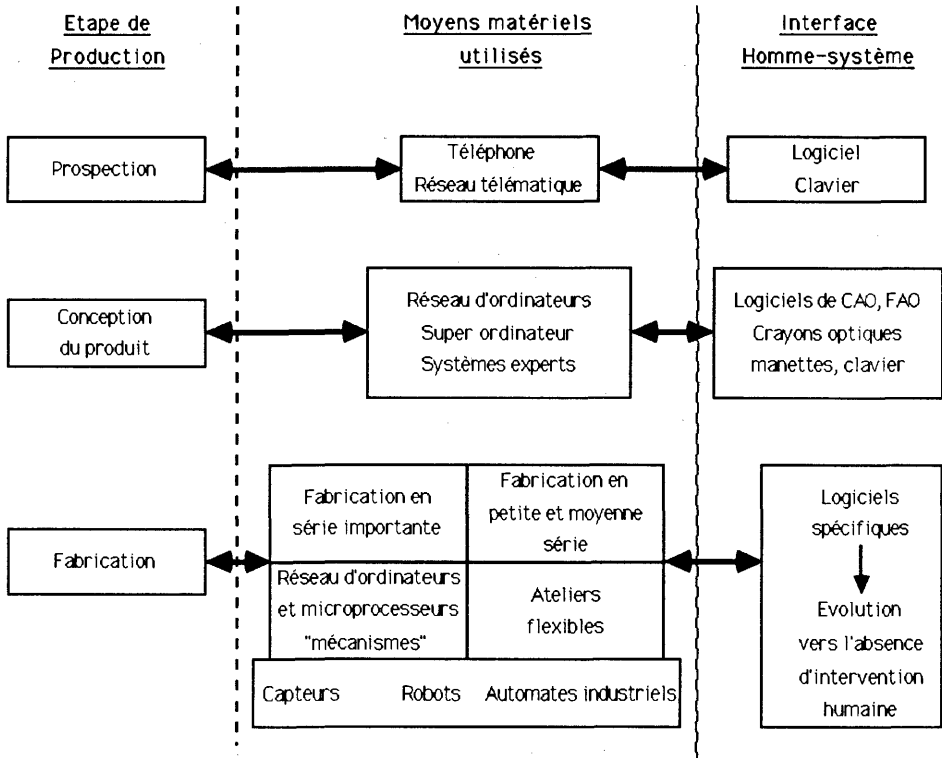 Etape de
Production
Moyens matériels
utilisés
Interface
Homme-système
Prospection
Téléphone
Réseau télématique
Logiciel
Clavier
Conception
du produit
Réseau d'ordinateurs
Super ordinateur
Systèmes experts
Logiciels de CAO, FAO
Crayons optiques
manettes, clavier
Fabrication
Fabrication en
série importante
Fabrication en
petite et moyenne
série
Réseau d'ordinateurs
et microprocesseurs
"mécanismes"
Ateliers
flexibles
Capteurs Robots Automates industriels
Logiciels
spécifiques
Evolution
vers l'absence
d'intervention
humaine